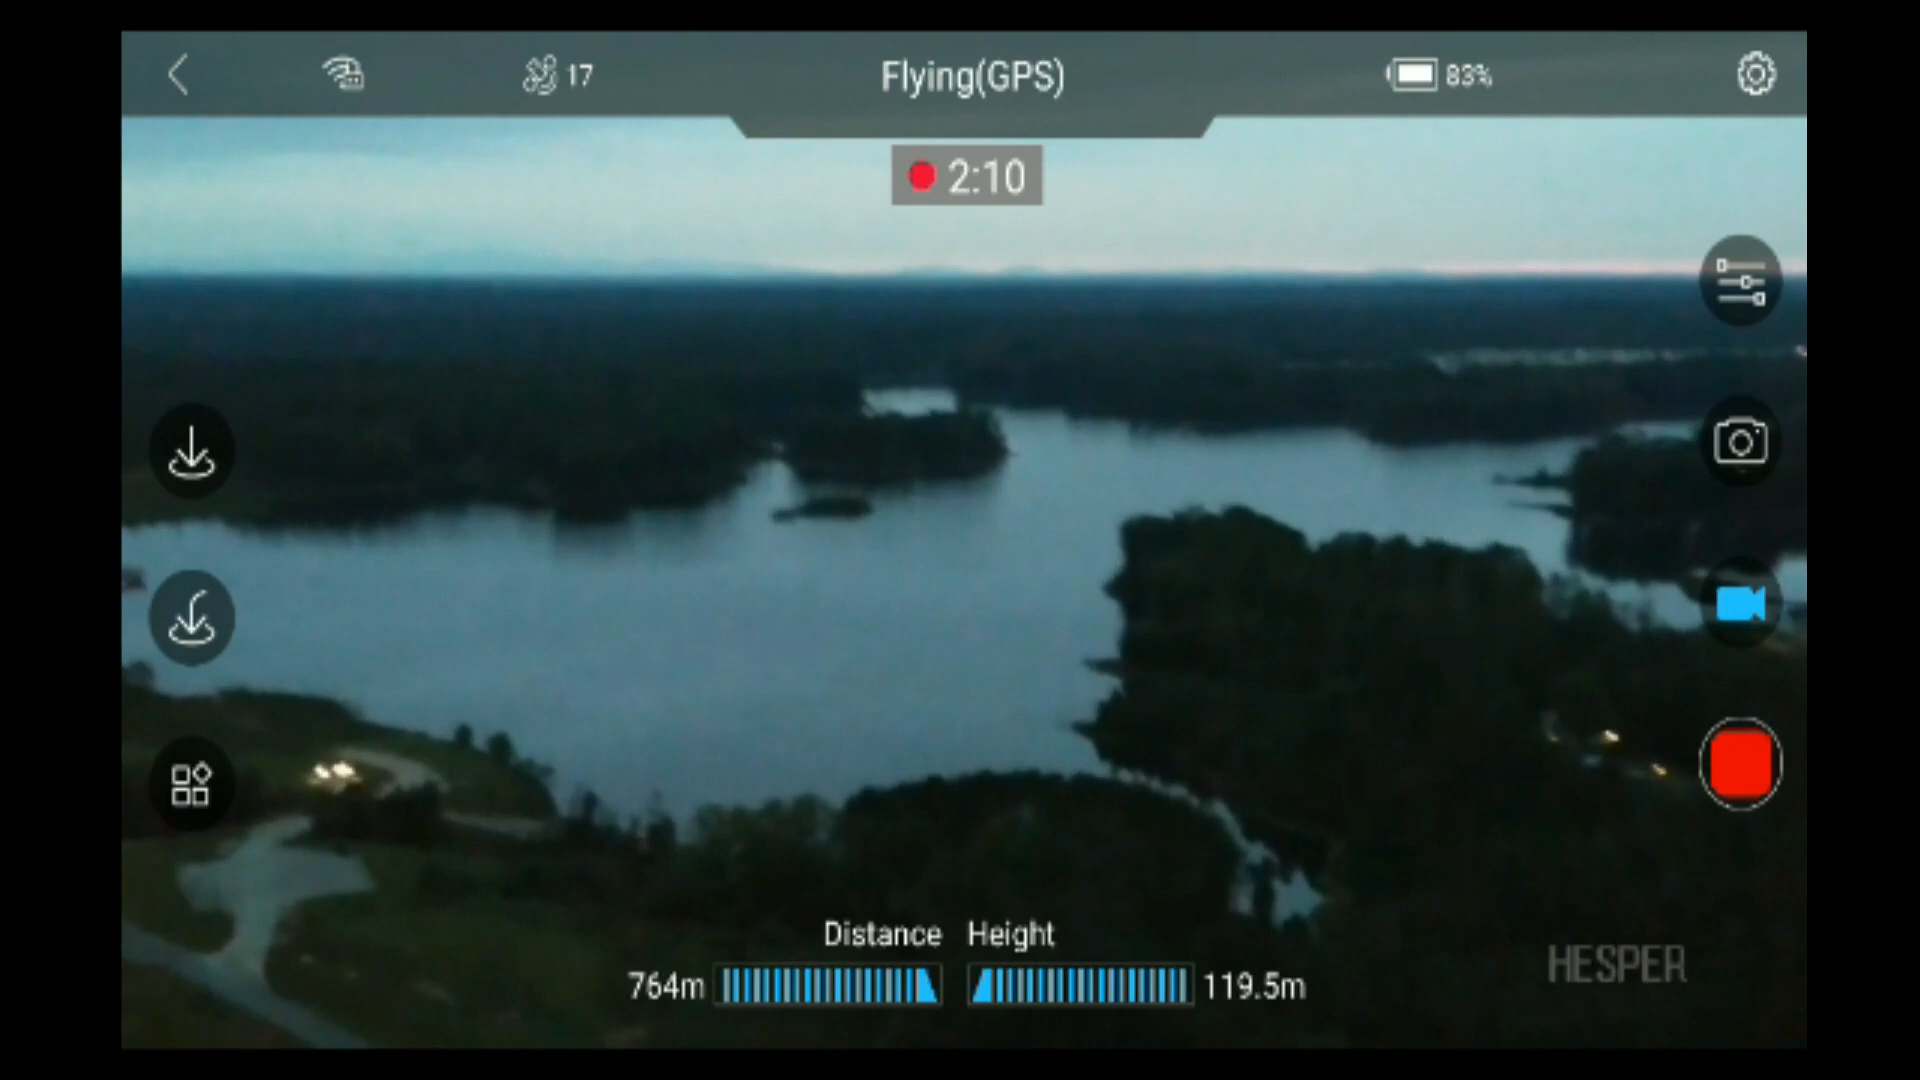 17
Flying(GPS)
83%
2:10
Distance Height
764m 119.5m
HESPER